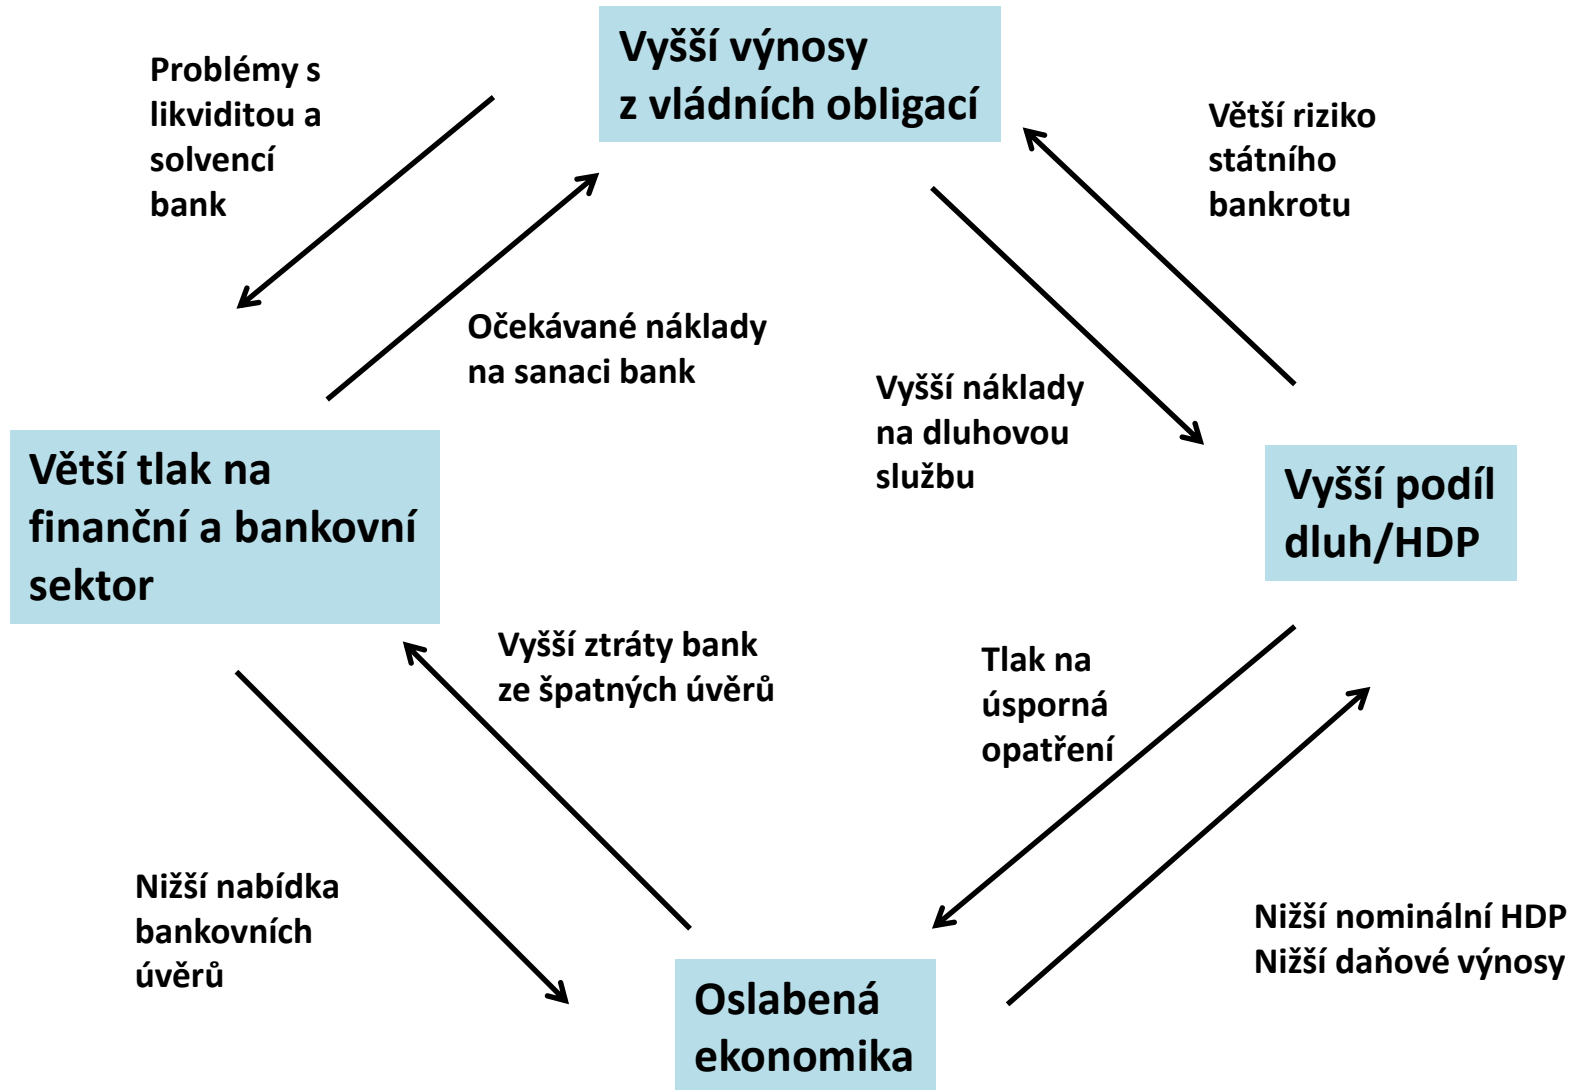 Vyšší výnosy
z vládních obligací
Problémy s
likviditou a
solvencí
bank
Větší riziko
státního
bankrotu
Očekávané náklady
na sanaci bank
Vyšší náklady
na dluhovou
službu
Větší tlak na
finanční a bankovní
sektor
Vyšší podíl
dluh/HDP
Vyšší ztráty bank
ze špatných úvěrů
Tlak na
úsporná
opatření
Nižší nabídka
bankovních
úvěrů
Nižší nominální HDP
Nižší daňové výnosy
Oslabená
ekonomika